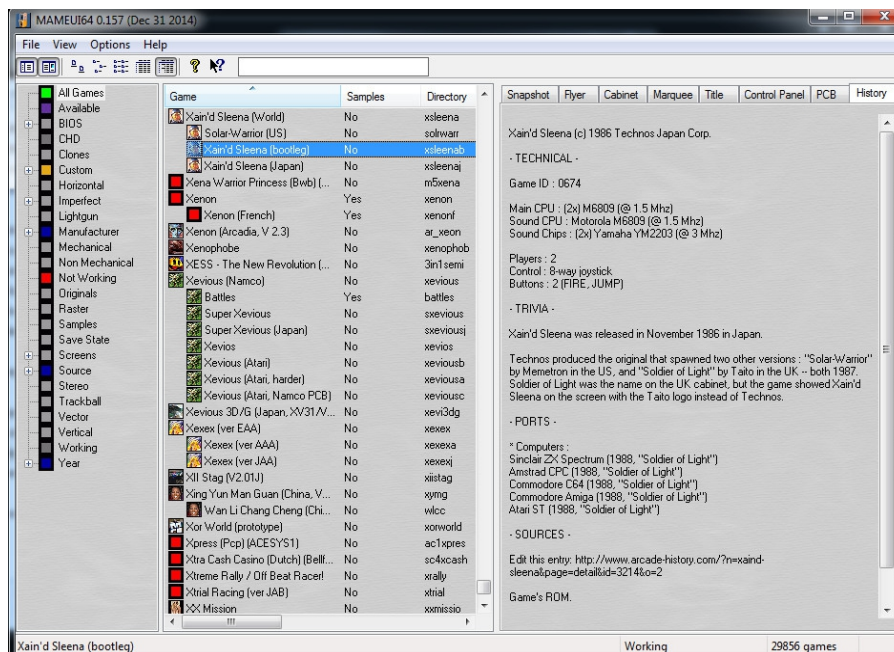 MAMEUI64 0.157 (Dec 31 2014)
File View Options Help
All Games
Available
BIOS
CHD
Clones
Custom
Horizontal
Imperfect
Lightgun
Manufacturer
Mechanical
Non Mechanical
Not Working
Originals
Raster
Samples
Save State
Screens
Source
Stereo
Trackball
Vector
Vertical
Working
Year
Game Samples Directory
Xain'd Sleena (World) No xsleena
Solar-Warrior (US) No solrwarr
Xain'd Sleena (bootleg) No xsleenab
Xain'd Sleena (Japan) No xsleenaj
Xena Warrior Princess (Bwb) (... No m5xena
Xenon Yes xenon
Xenon (French) Yes xenonf
Xenon (Arcadia, V 2.3) No ar_xeon
Xenophobe No xenophob
XESS - The New Revolution (... No 3in1semi
Xevious (Namco) No xevious
Battles Yes battles
Super Xevious No sxevious
Super Xevious (Japan) No sxeviousj
Xevios No xevios
Xevious (Atari) No xeviousb
Xevious (Atari, harder) No xeviousa
Xevious (Atari, Namco PCB) No xeviousc
Xevious 3D/G (Japan, XV31/V... No xevi3dg
Xexex (ver EAA) No xexex
Xexex (ver AAA) No xexexa
Xexex (ver JAA) No xexexj
XII Stag (V2.01J) No xiistag
Xing Yun Man Guan (China, V... No xymg
Wan Li Chang Cheng (Chi... No wlcc
Xor World (prototype) No xorworld
Xpress (Pcp) (ACESYS1) No ac1xpres
Xtra Cash Casino (Dutch) (Bellf... No sc4xcash
Xtreme Rally / Off Beat Racer! No xrally
Xtrial Racing (ver JAB) No xtrial
XX Mission No xxmissio
Snapshot Flyer Cabinet Marquee Title Control Panel PCB History
Xain'd Sleena (c) 1986 Technos Japan Corp.
- TECHNICAL -
Game ID : 0674
Main CPU : (2x) M6809 (@ 1.5 Mhz)
Sound CPU : Motorola M6809 (@ 1.5 Mhz)
Sound Chips : (2x) Yamaha YM2203 (@ 3 Mhz)
Players : 2
Control : 8-way joystick
Buttons : 2 (FIRE, JUMP)
- TRIVIA -
Xain'd Sleena was released in November 1986 in Japan.
Technos produced the original that spawned two other versions : "Solar-Warrior"
by Memetron in the US, and "Soldier of Light" by Taito in the UK -- both 1987.
Soldier of Light was the name on the UK cabinet, but the game showed Xain'd
Sleena on the screen with the Taito logo instead of Technos.
- PORTS -
* Computers :
Sinclair ZX Spectrum (1988, "Soldier of Light")
Amstrad CPC (1988, "Soldier of Light")
Commodore C64 (1988, "Soldier of Light")
Commodore Amiga (1988, "Soldier of Light")
Atari ST (1988, "Soldier of Light")
- SOURCES -
Edit this entry: http://www.arcade-history.com/?n=xaind-
sleena&page=detail&id=3214&o=2
Game's ROM.
Xain'd Sleena (bootleg) Working 29856 games